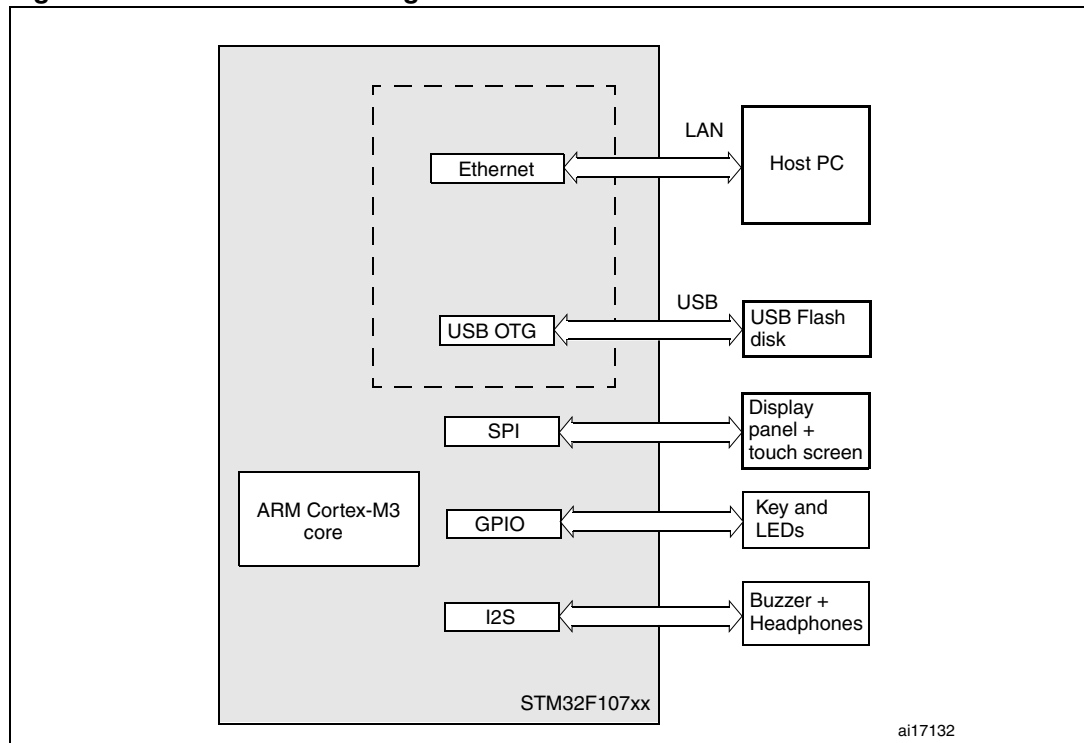 LAN
Ethernet
Host PC
USB
USB OTG
USB Flash
disk
SPI
Display
panel +
touch screen
ARM Cortex-M3
core
GPIO
Key and
LEDs
I2S
Buzzer +
Headphones
STM32F107xx
ai17132